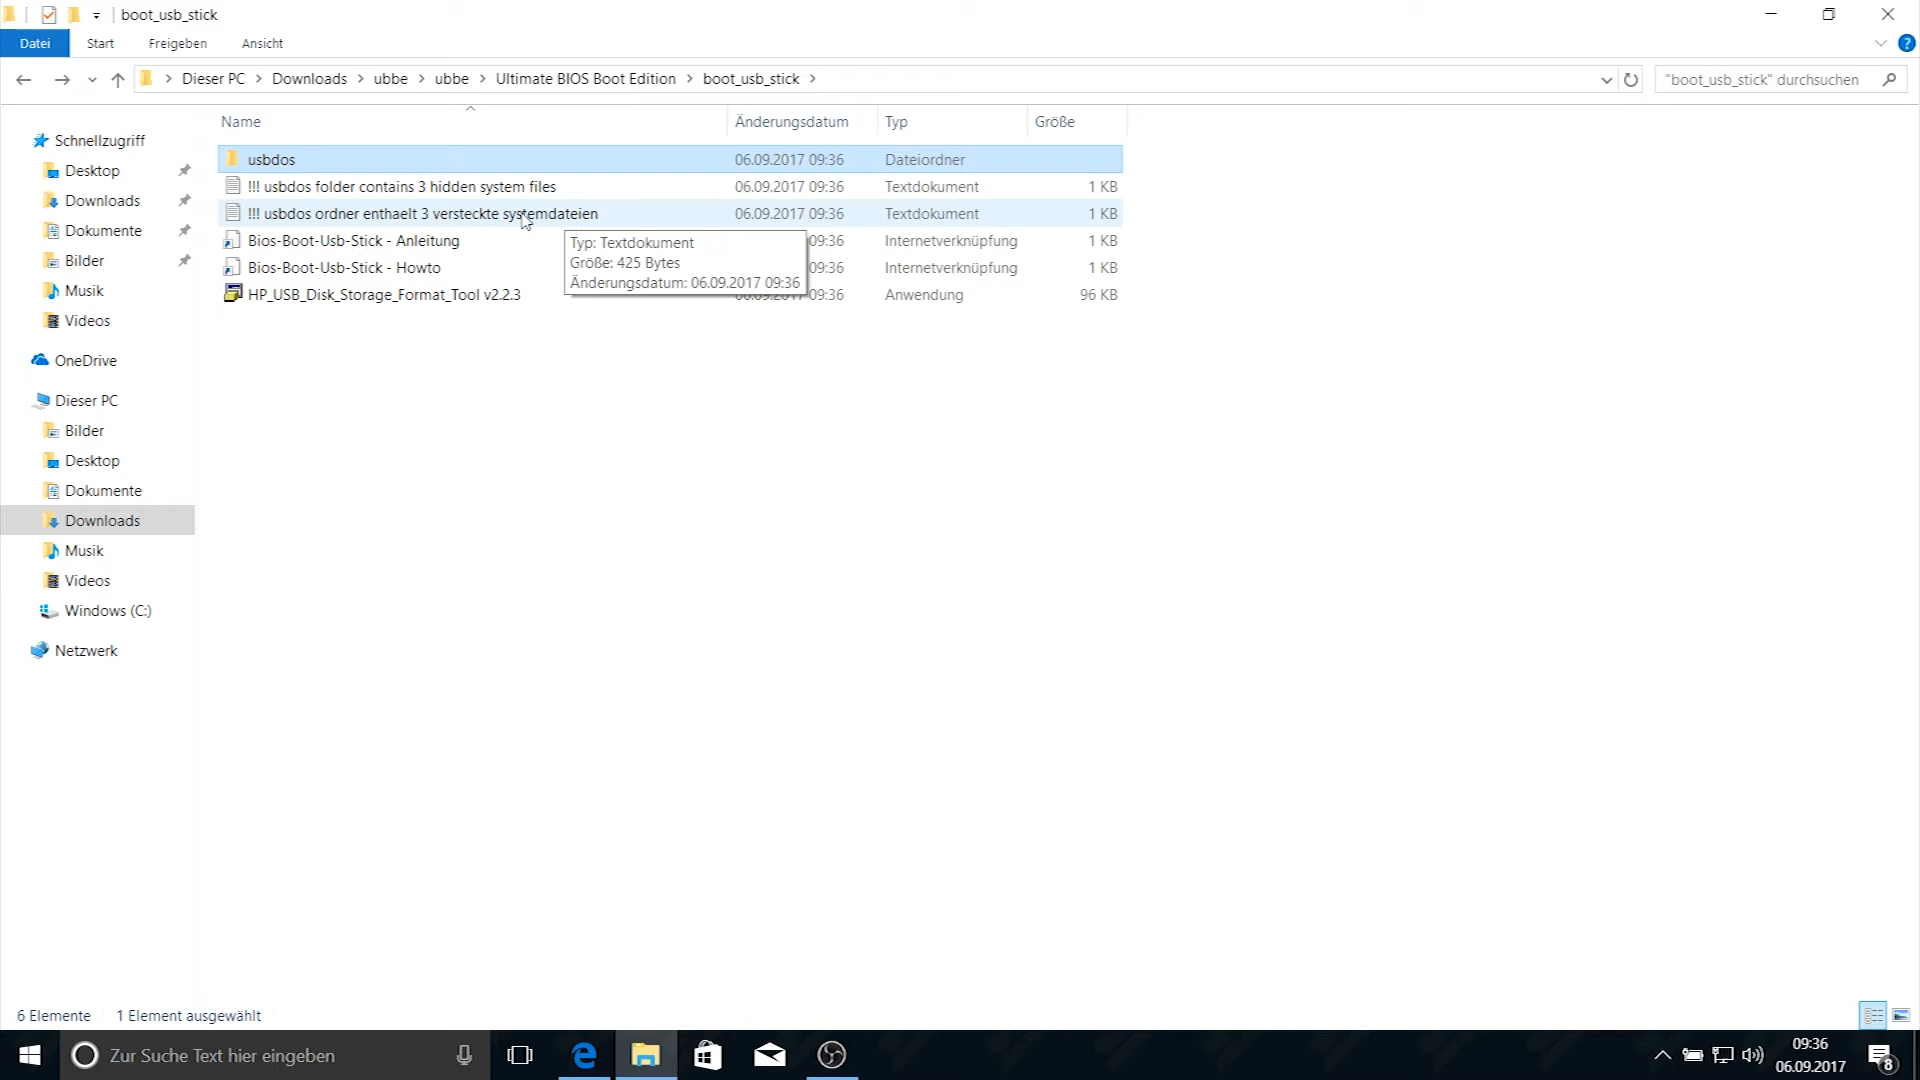 boot_usb_stick
Datei Start Freigeben Ansicht
Dieser PC Downloads ubbe ubbe Ultimate BIOS Boot Edition boot_usb_stick
"boot_usb_stick" durchsuchen
Name Änderungsdatum Typ Größe
Schnellzugriff
Desktop
Downloads
Dokumente
Bilder
Musik
Videos
OneDrive
Dieser PC
Bilder
Desktop
Dokumente
Downloads
Musik
Videos
Windows (C:)
Netzwerk
usbdos 06.09.2017 09:36 Dateiordner
!!! usbdos folder contains 3 hidden system files 06.09.2017 09:36 Textdokument 1 KB
!!! usbdos ordner enthaelt 3 versteckte systemdateien 06.09.2017 09:36 Textdokument 1 KB
Bios-Boot-Usb-Stick - Anleitung 09:36 Internetverknüpfung 1 KB
Bios-Boot-Usb-Stick - Howto 09:36 Internetverknüpfung 1 KB
HP_USB_Disk_Storage_Format_Tool v2.2.3 06.09.2017 09:36 Anwendung 96 KB
Typ: Textdokument
Größe: 425 Bytes
Änderungsdatum: 06.09.2017 09:36
6 Elemente 1 Element ausgewählt
Zur Suche Text hier eingeben
09:36
06.09.2017
8